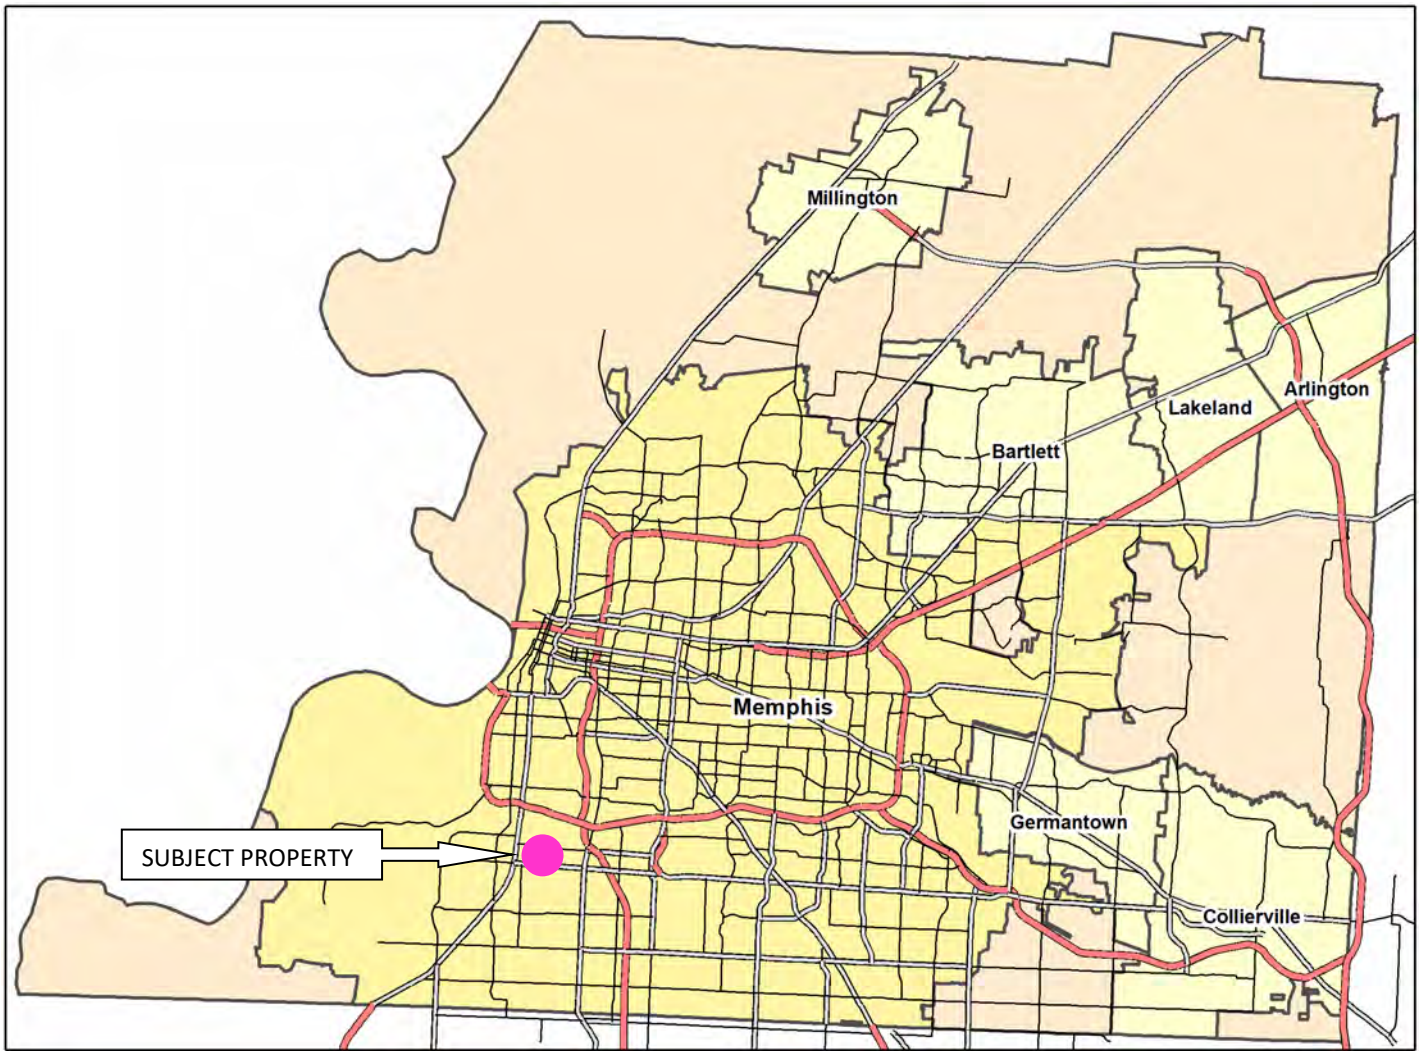 Millington
Arlington
Lakeland
Bartlett
Memphis
Germantown
SUBJECT PROPERTY
Collierville